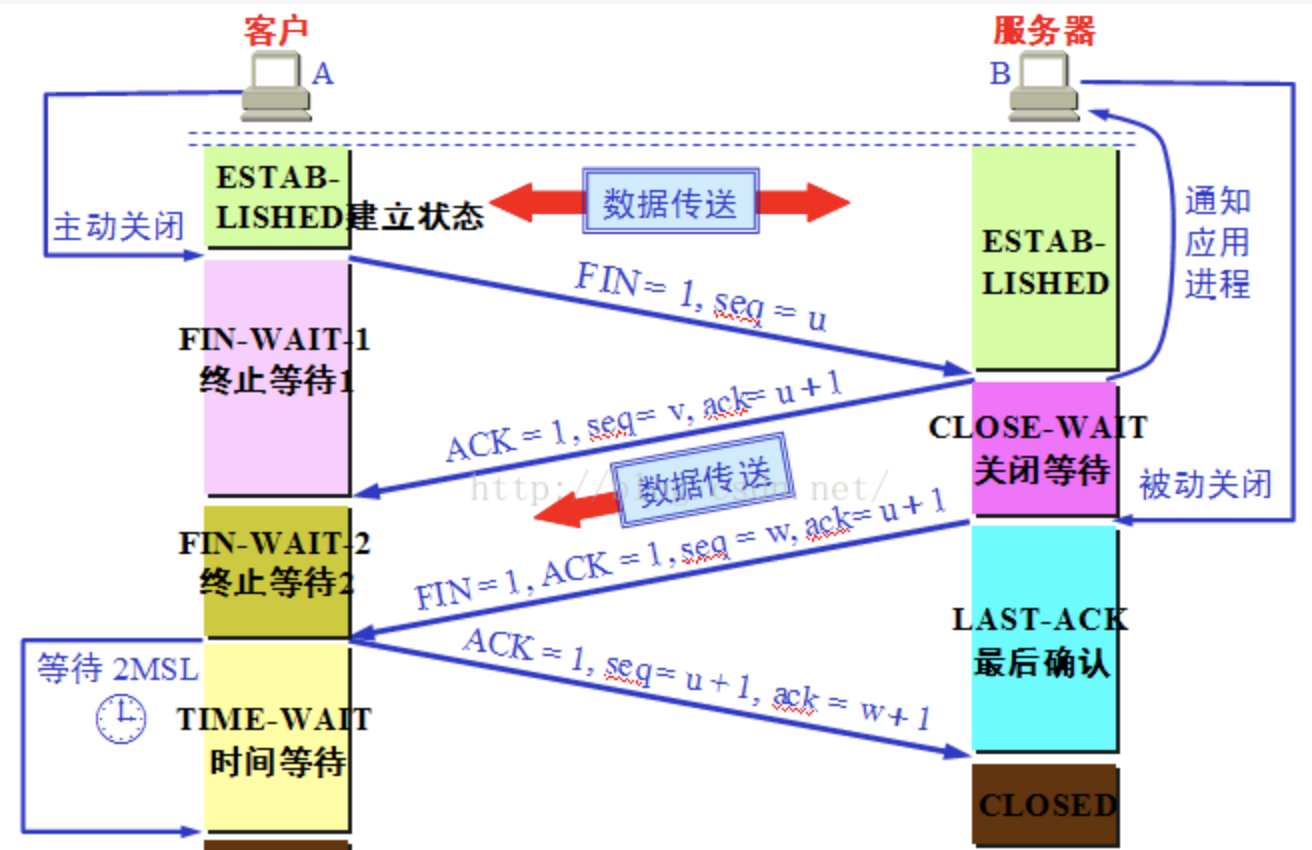 客户
服务器
A
B
ESTAB-
LISHED建立状态
数据传送
主动关闭
ESTAB-
LISHED
通知
应用
进程
FIN = 1, seq = u
FIN-WAIT-1
终止等待1
ACK = 1, seq= v, ack= u + 1
CLOSE-WAIT
关闭等待
数据传送
被动关闭
FIN-WAIT-2
终止等待2
FIN = 1, ACK = 1, seq = w, ack= u + 1
LAST-ACK
最后确认
ACK = 1, seq= u + 1, ack = w + 1
等待 2MSL
TIME-WAIT
时间等待
CLOSED